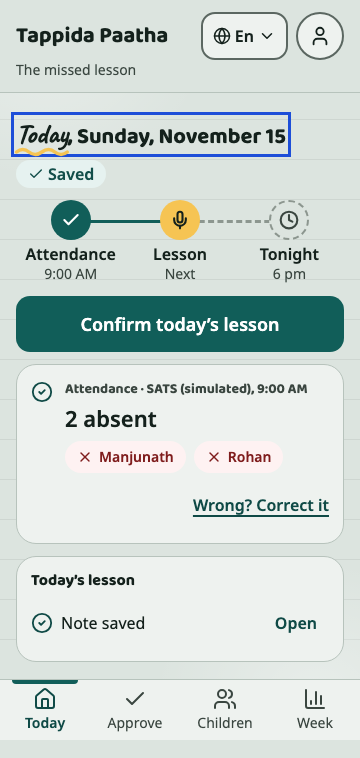 Tappida Paatha
En
The missed lesson
Today, Sunday, November 15
Saved
Attendance
9:00 AM
Lesson
Next
Tonight
6 pm
Confirm today’s lesson
Attendance · SATS (simulated), 9:00 AM
2 absent
Manjunath
Rohan
Wrong? Correct it
Today’s lesson
Note saved
Open
Today
Approve
Children
Week